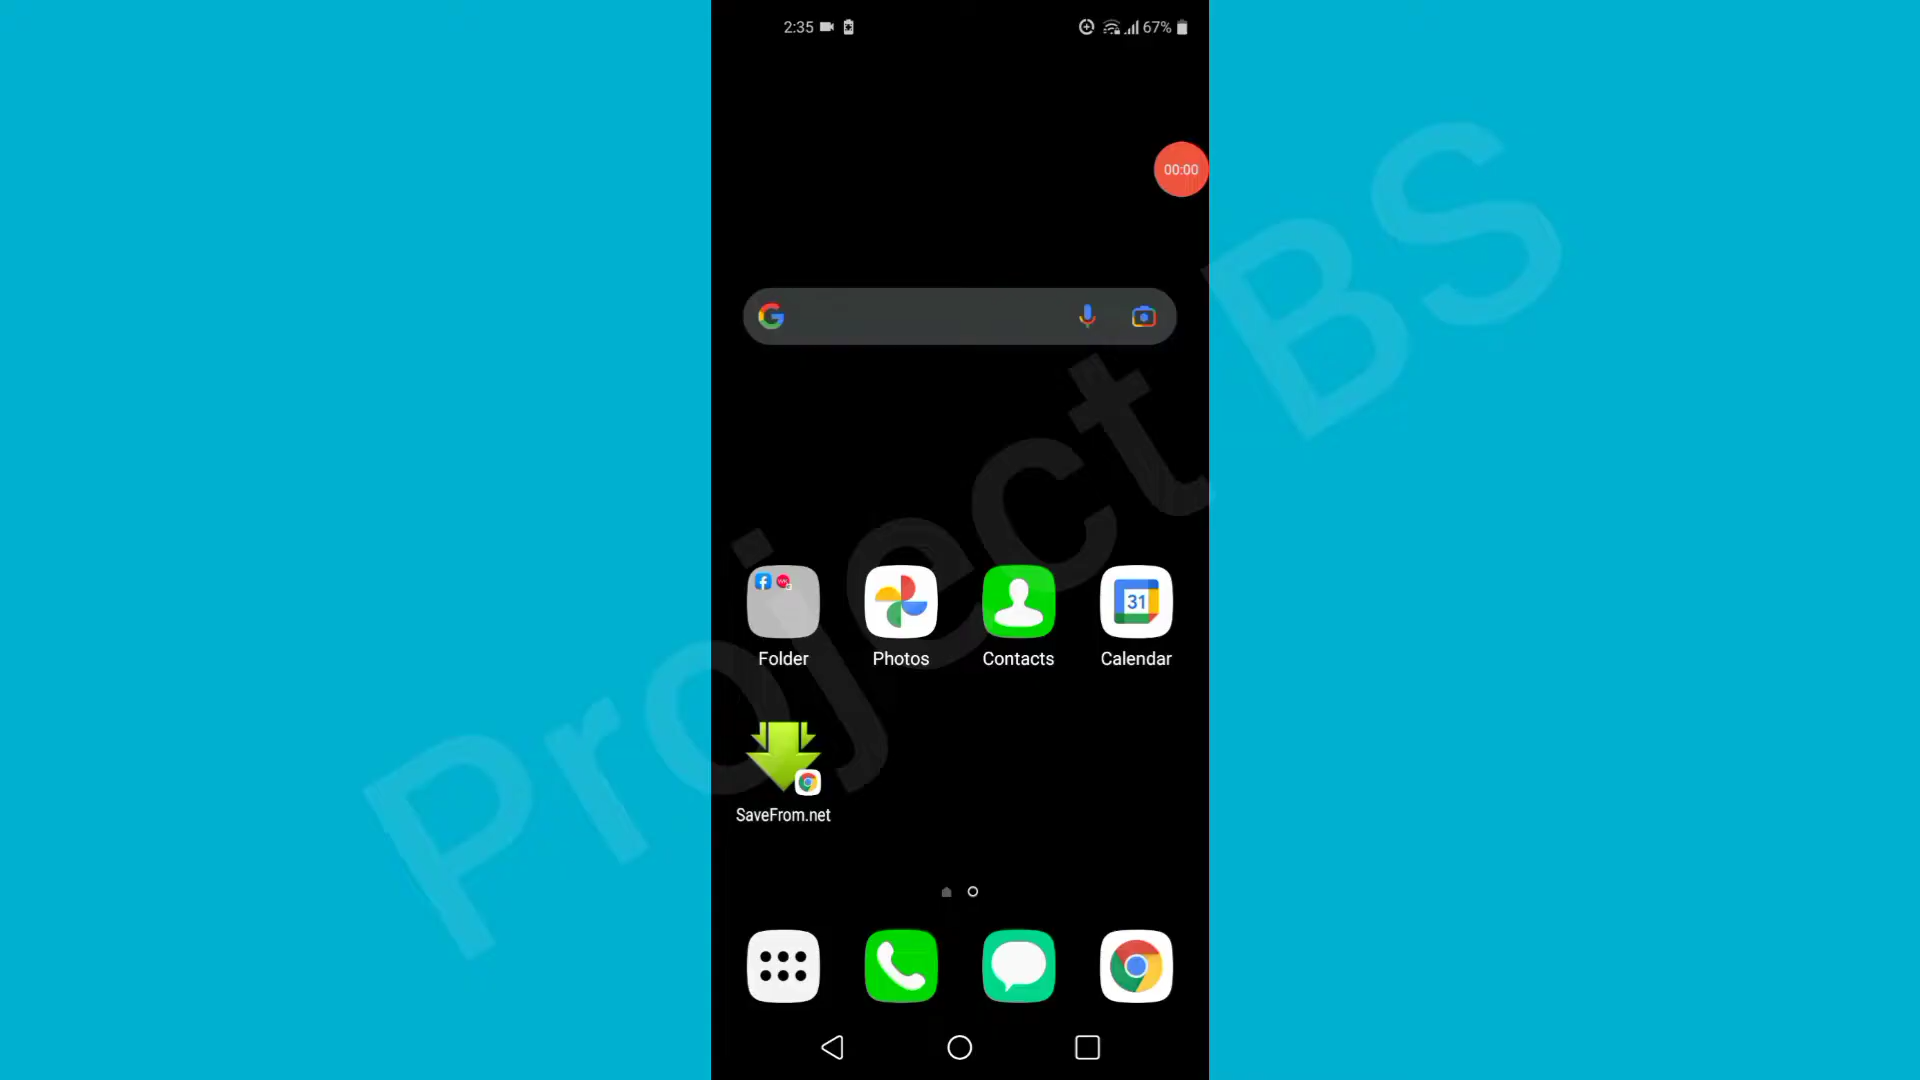 2:35
67%
00:00
31
Folder
Photos
Contacts
Calendar
SaveFrom.net
Project BS